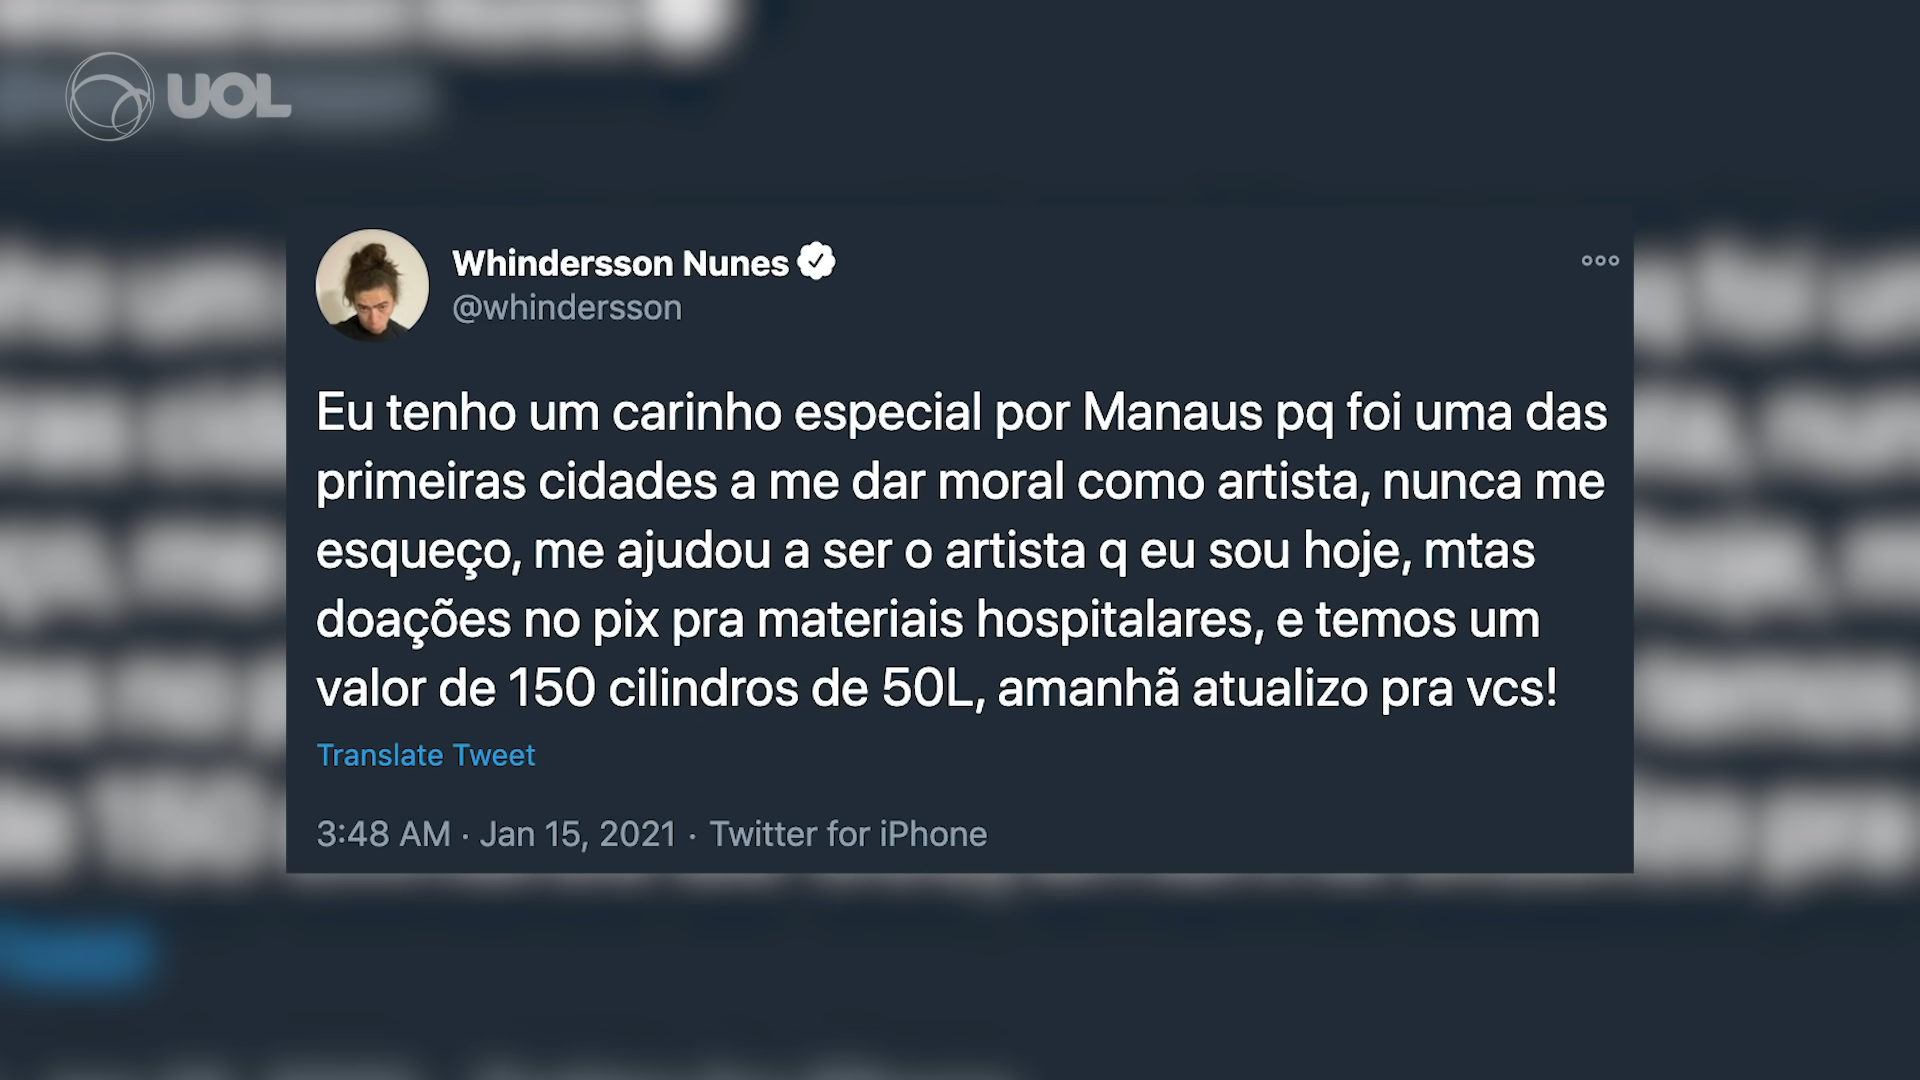 UOL
Whindersson Nunes
@whindersson
Eu tenho um carinho especial por Manaus pq foi uma das
primeiras cidades a me dar moral como artista, nunca me
esqueço, me ajudou a ser o artista q eu sou hoje, mtas
doações no pix pra materiais hospitalares, e temos um
valor de 150 cilindros de 50L, amanhã atualizo pra vcs!
Translate Tweet
3:48 AM · Jan 15, 2021 · Twitter for iPhone